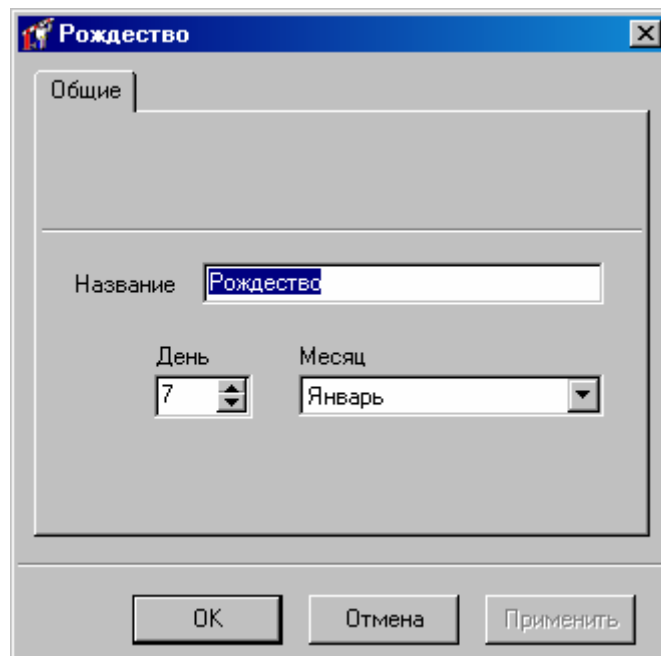 Рождество
Общие
Название Рождество
День Месяц
7 Январь
OK Отмена Применить